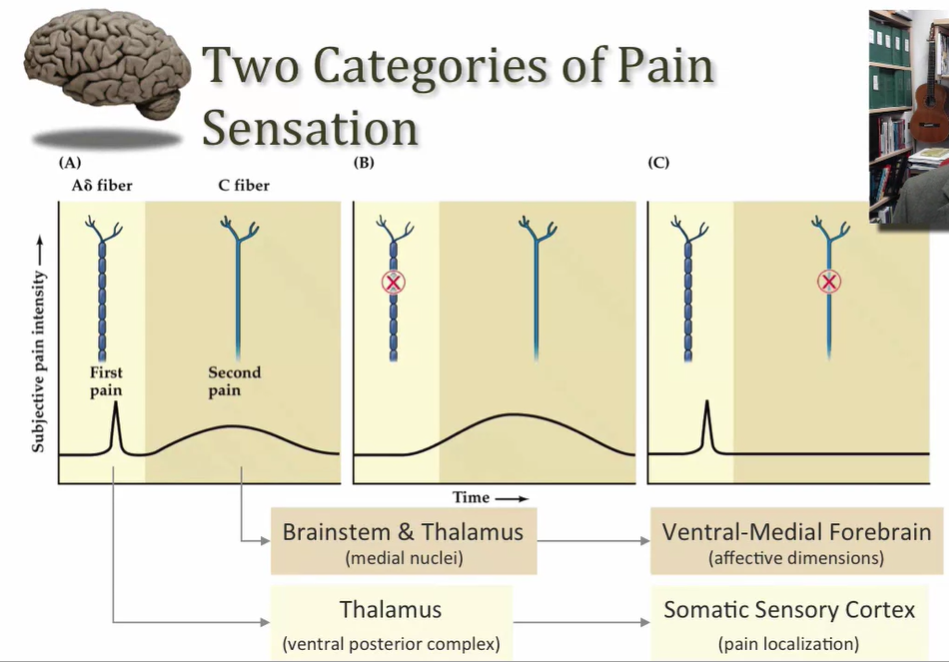 Two Categories of Pain
Sensation
(A)
(B)
(C)
Aδ fiber
C fiber
Subjective pain intensity
First
pain
Second
pain
Time
Brainstem & Thalamus
(medial nuclei)
Ventral-Medial Forebrain
(affective dimensions)
Thalamus
(ventral posterior complex)
Somatic Sensory Cortex
(pain localization)